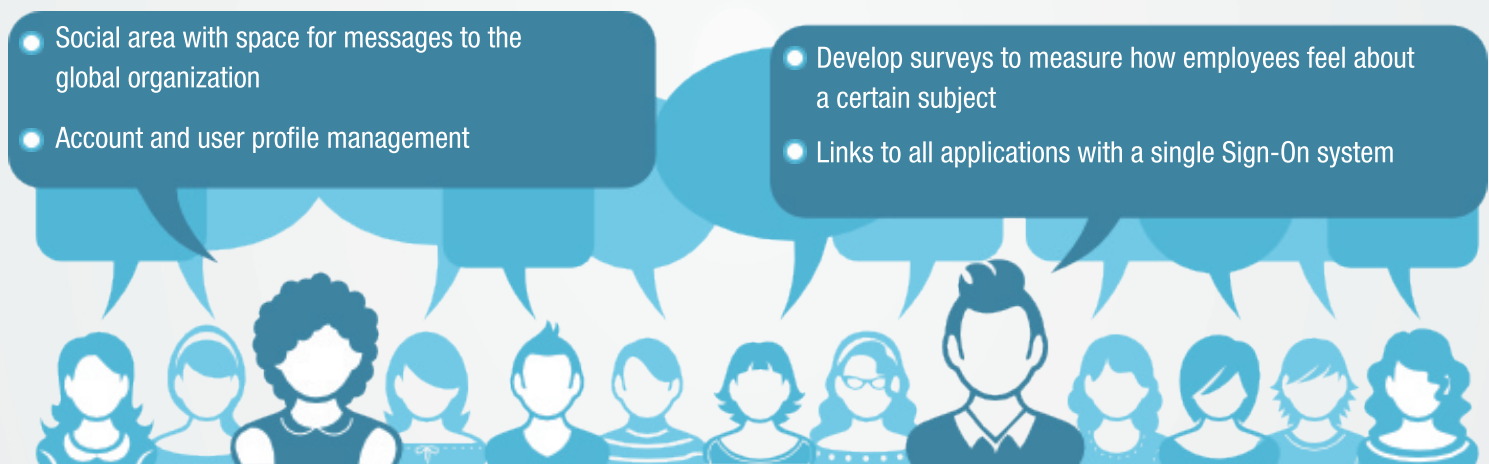 Social area with space for messages to the
global organization
Account and user profile management
Develop surveys to measure how employees feel about
a certain subject
Links to all applications with a single Sign-On system